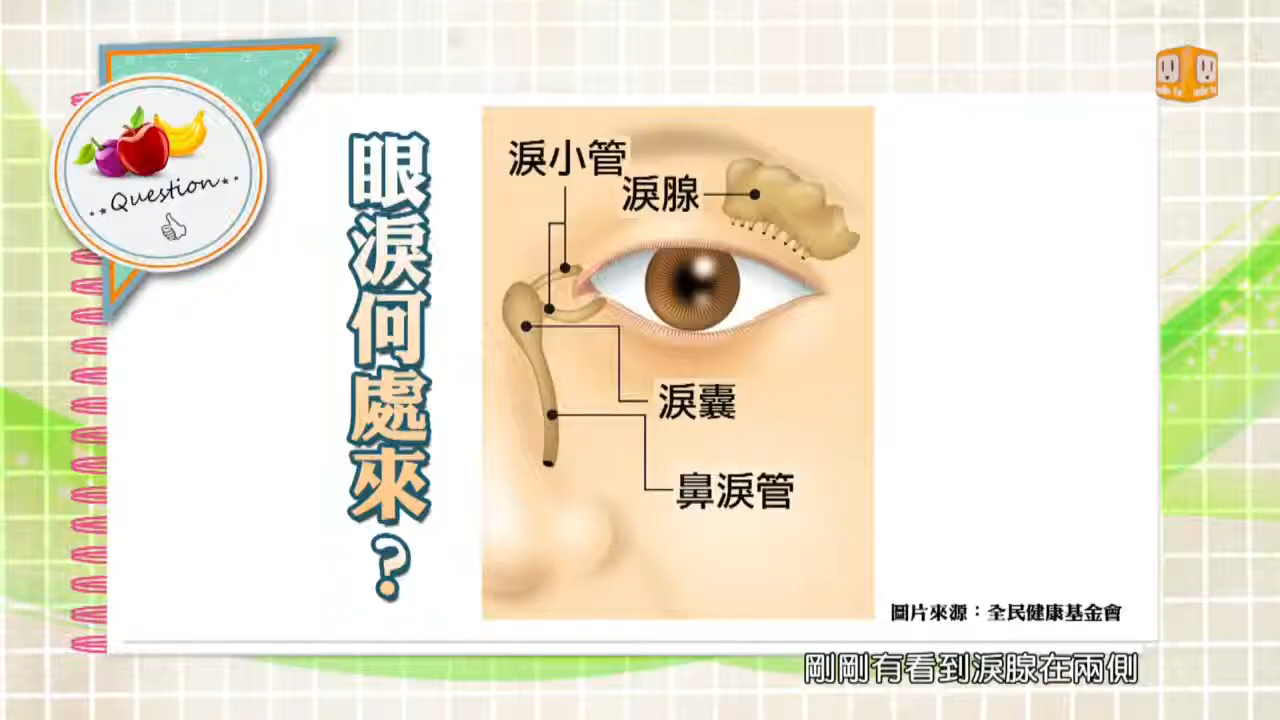 Question
眼淚何處來?
淚小管
淚腺
淚囊
鼻淚管
圖片來源：全民健康基金會
剛剛有看到淚腺在兩側